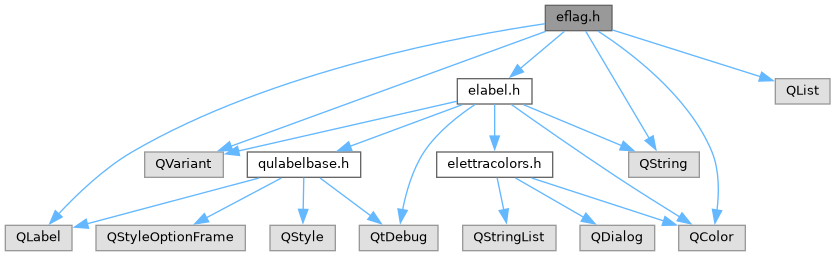 eflag.h
elabel.h
QList
QVariant
qulabelbase.h
elettracolors.h
QString
QLabel
QStyleOptionFrame
QStyle
QtDebug
QStringList
QDialog
QColor